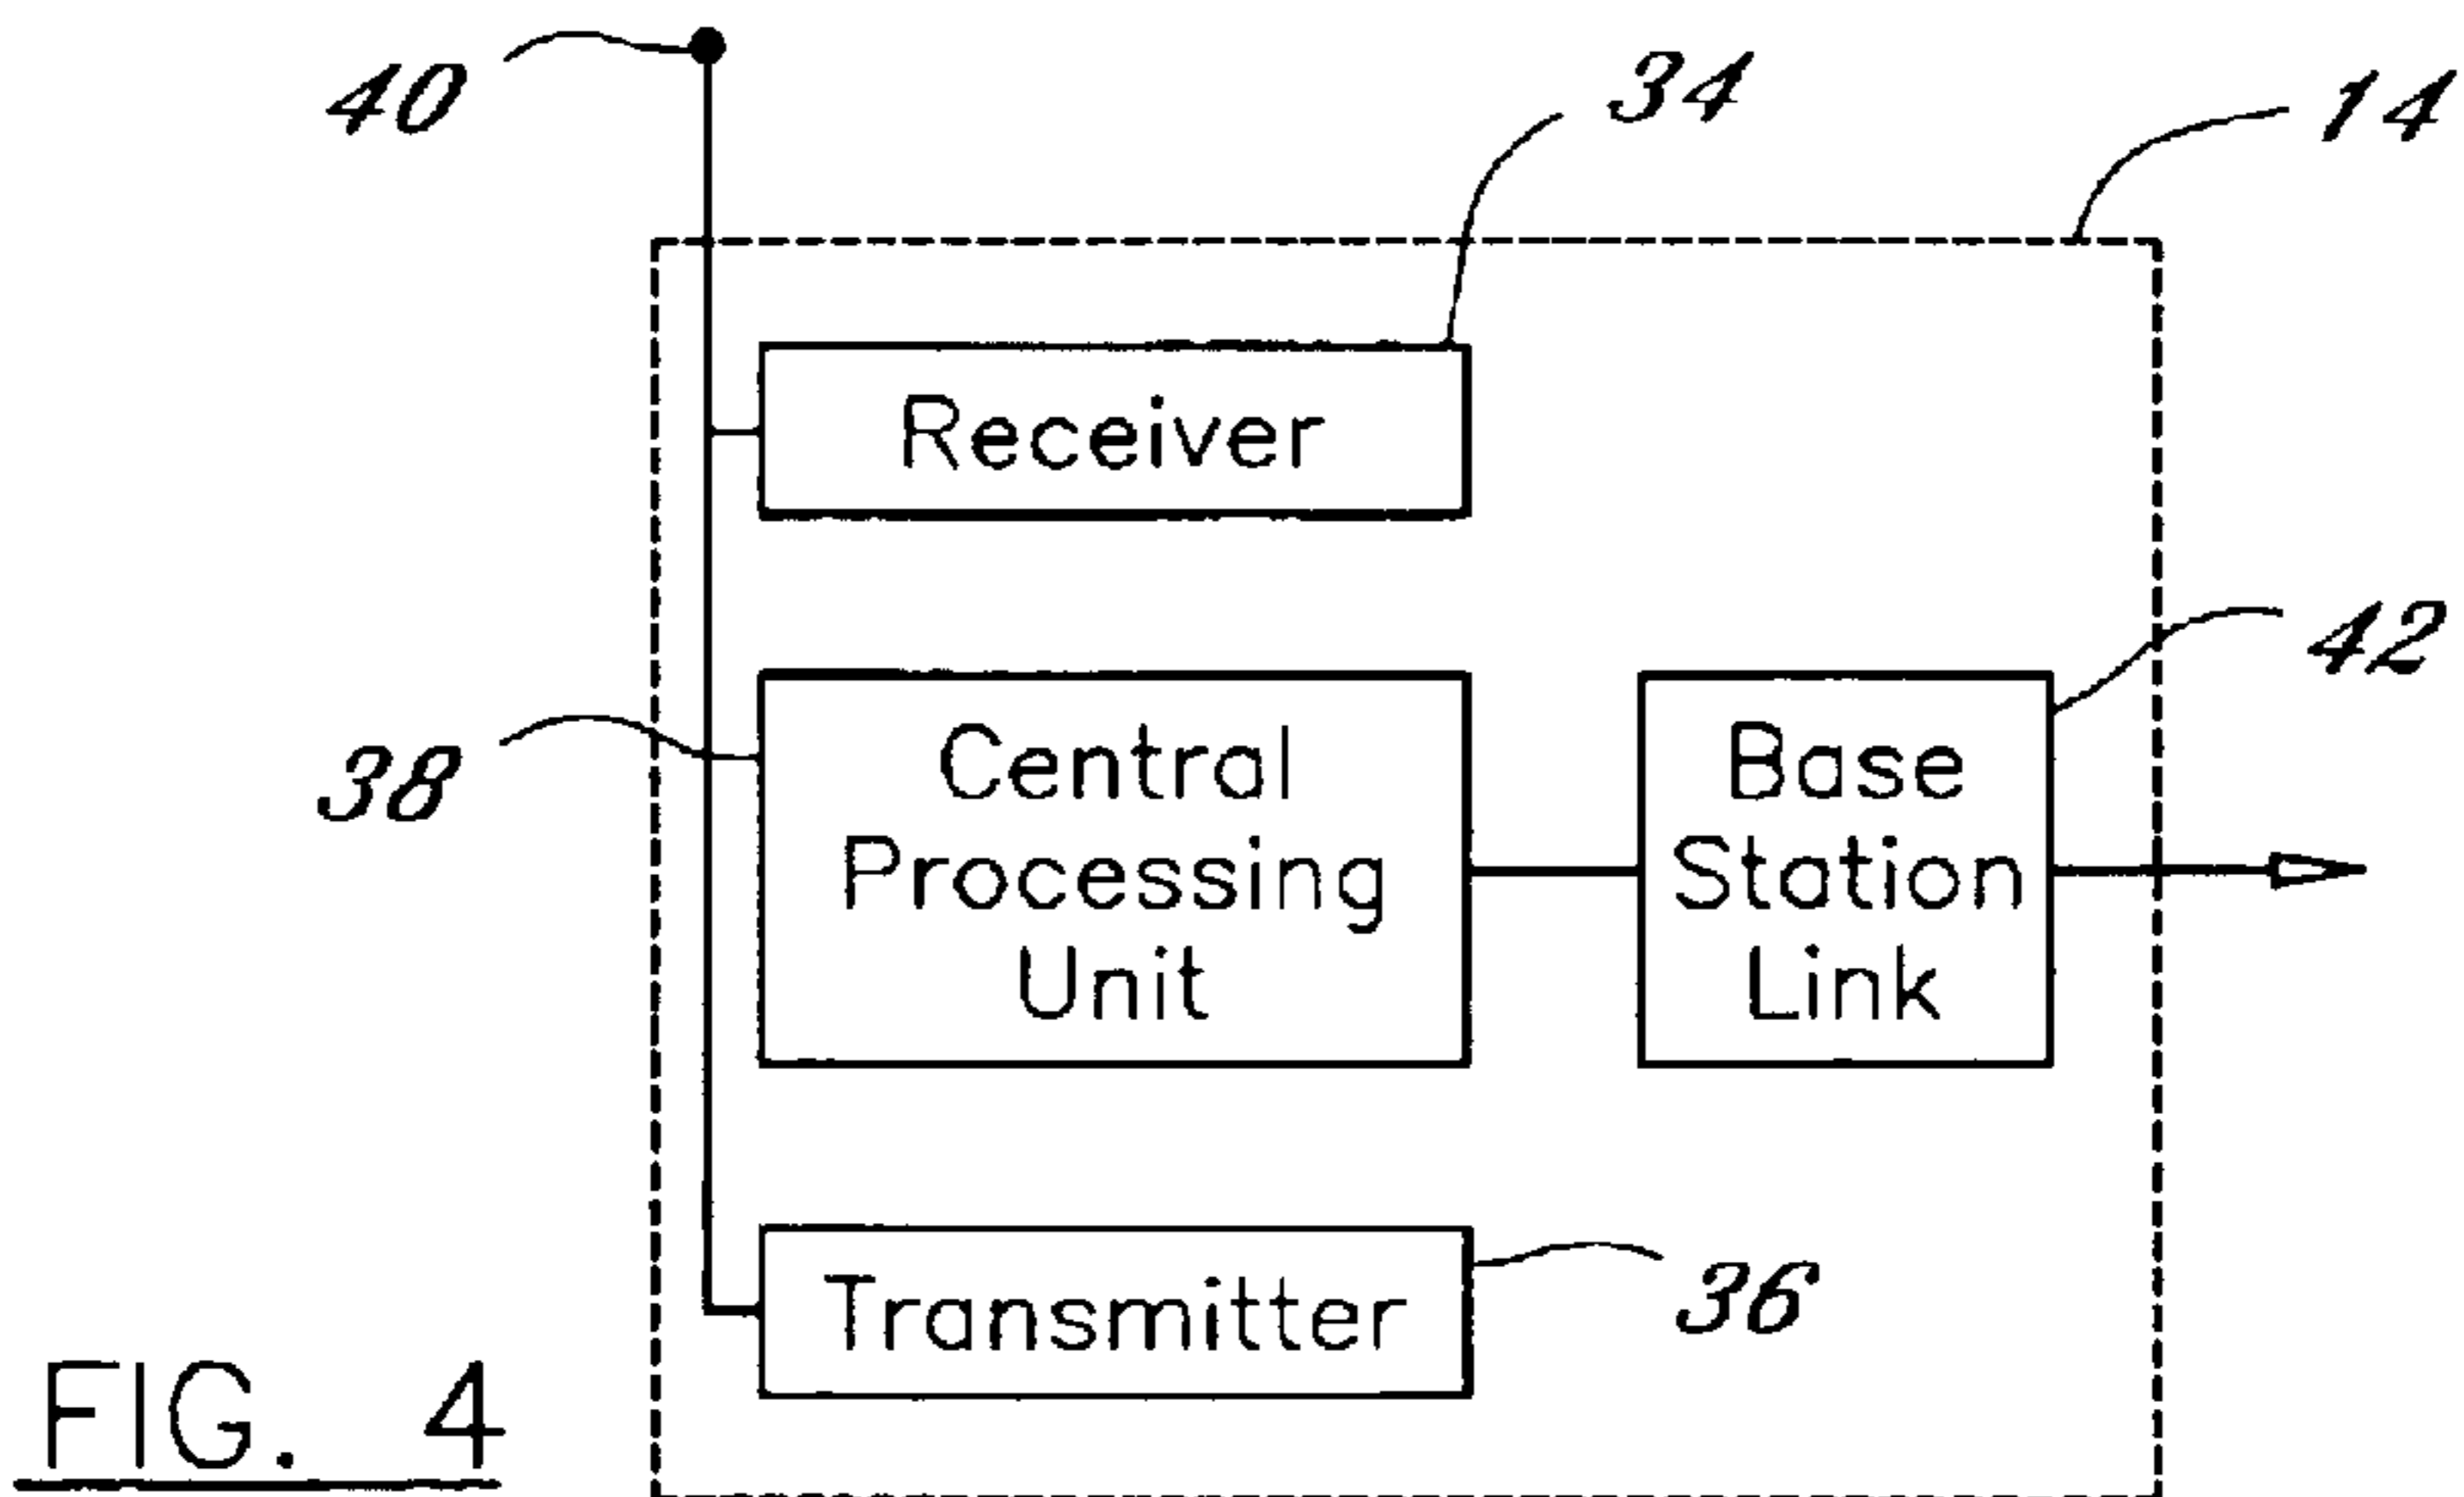 40
34
14
Receiver
42
38
Central
Processing
Unit
Base
Station
Link
Transmitter
36
FIG. 4